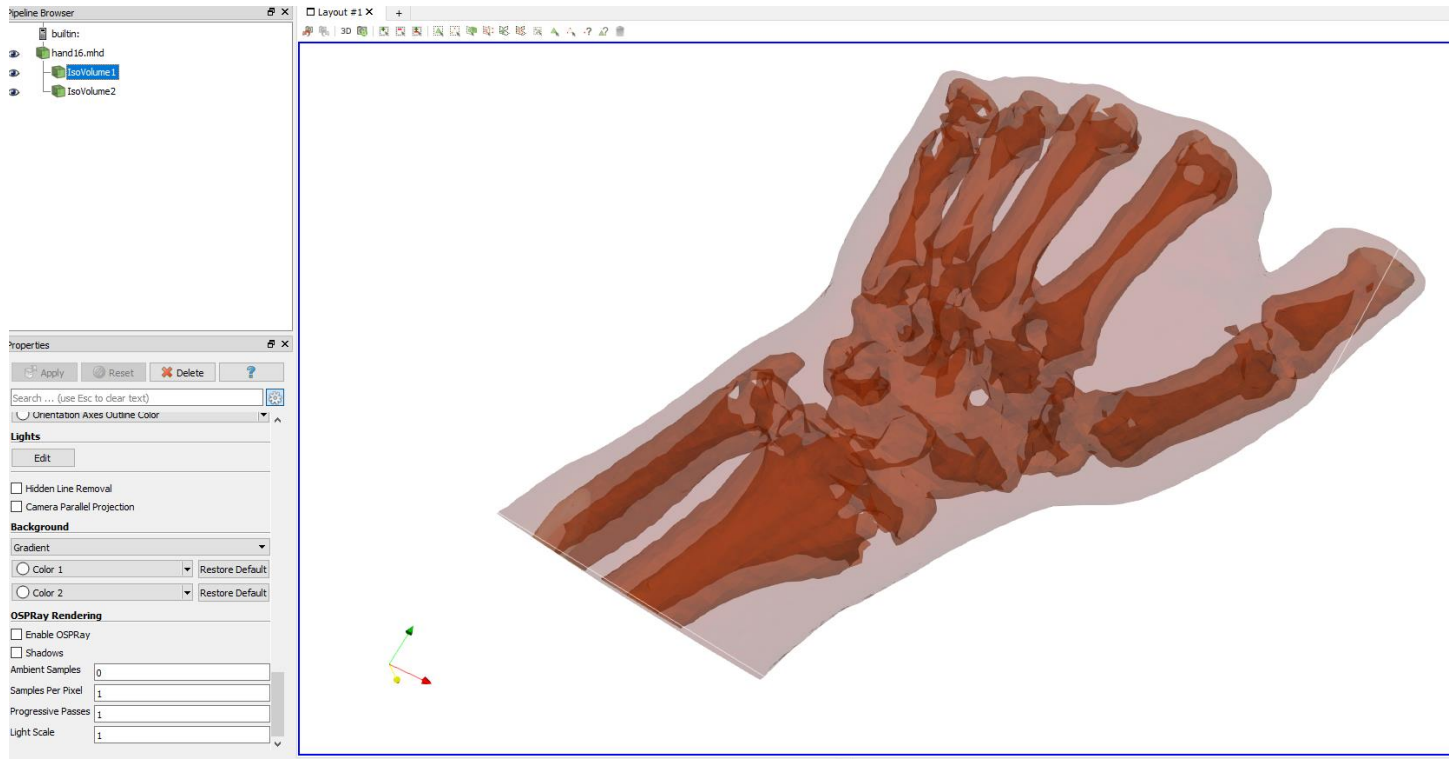 Pipeline Browser
Layout #1
+
builtin:
hand16.mhd
IsoVolume1
IsoVolume2
3D
Properties
Apply
Reset
Delete
?
Search ... (use Esc to clear text)
Orientation Axes Outline Color
Lights
Edit
Hidden Line Removal
Camera Parallel Projection
Background
Gradient
Color 1
Restore Default
Color 2
Restore Default
OSPRay Rendering
Enable OSPRay
Shadows
Ambient Samples 0
Samples Per Pixel 1
Progressive Passes 1
Light Scale 1